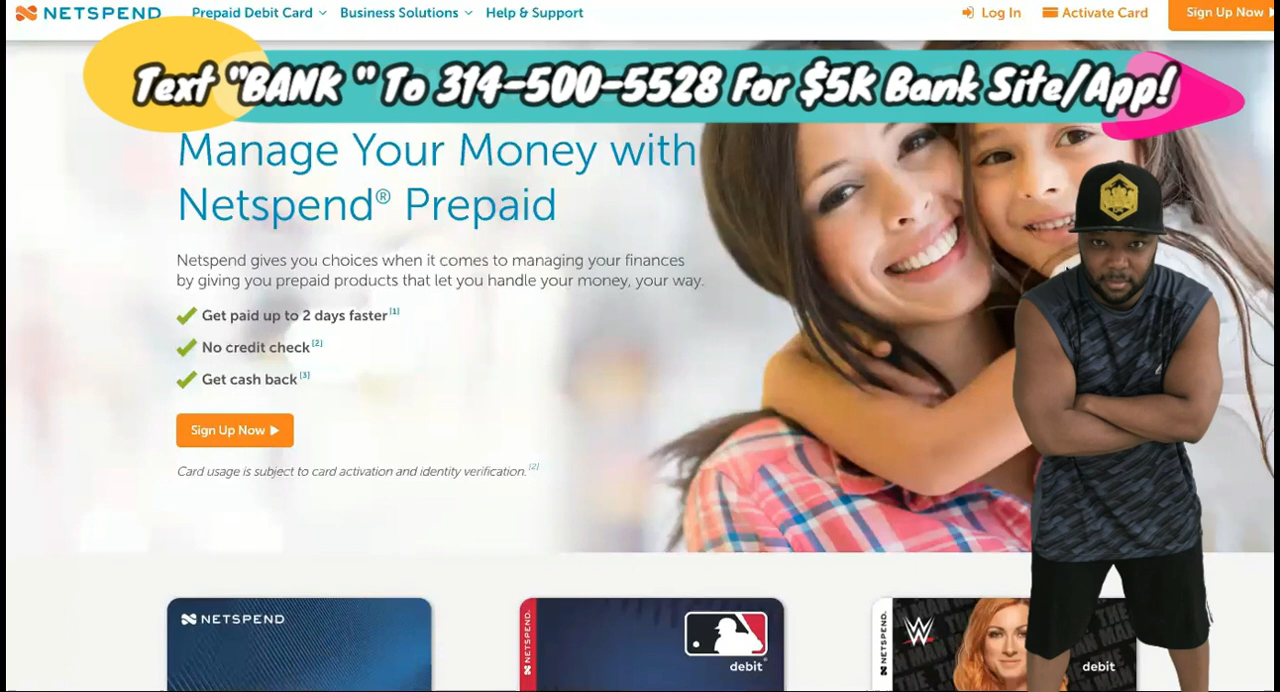 NETSPEND Prepaid Debit Card Business Solutions Help & Support Log In Activate Card Sign Up Now
Text "BANK " To 314-500-5528 For $5K Bank Site/App!
Manage Your Money with
Netspend® Prepaid
Netspend gives you choices when it comes to managing your finances
by giving you prepaid products that let you handle your money, your way.
Get paid up to 2 days faster [1]
No credit check [2]
Get cash back [3]
Sign Up Now
Card usage is subject to card activation and identity verification. [2]
NETSPEND
NETSPEND
debit
NETSPEND
W
debit